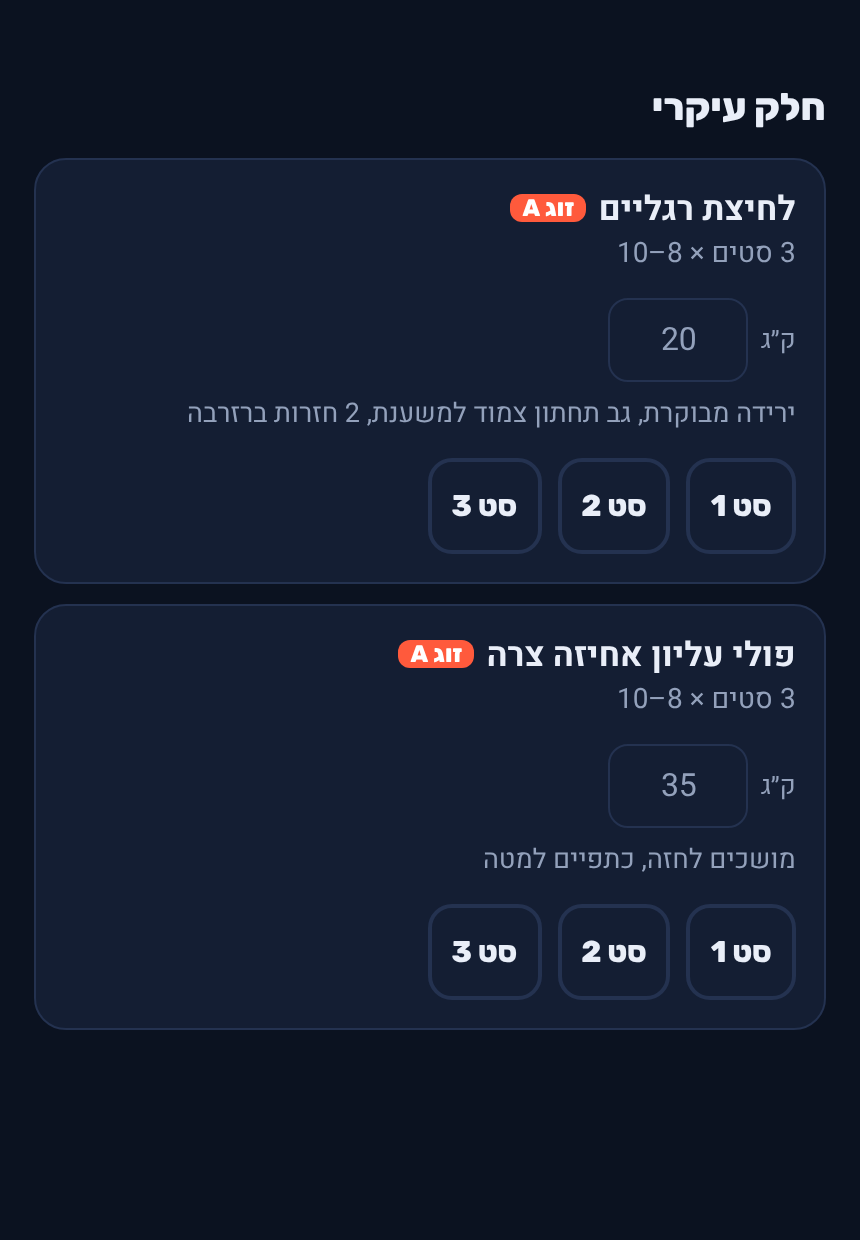 חלק עיקרי
לחיצת רגליים זוג A
3 סטים × 8–10
ק״ג 20
ירידה מבוקרת, גב תחתון צמוד למשענת, 2 חזרות ברזרבה
סט 1 סט 2 סט 3
פולי עליון אחיזה צרה זוג A
3 סטים × 8–10
ק״ג 35
מושכים לחזה, כתפיים למטה
סט 1 סט 2 סט 3